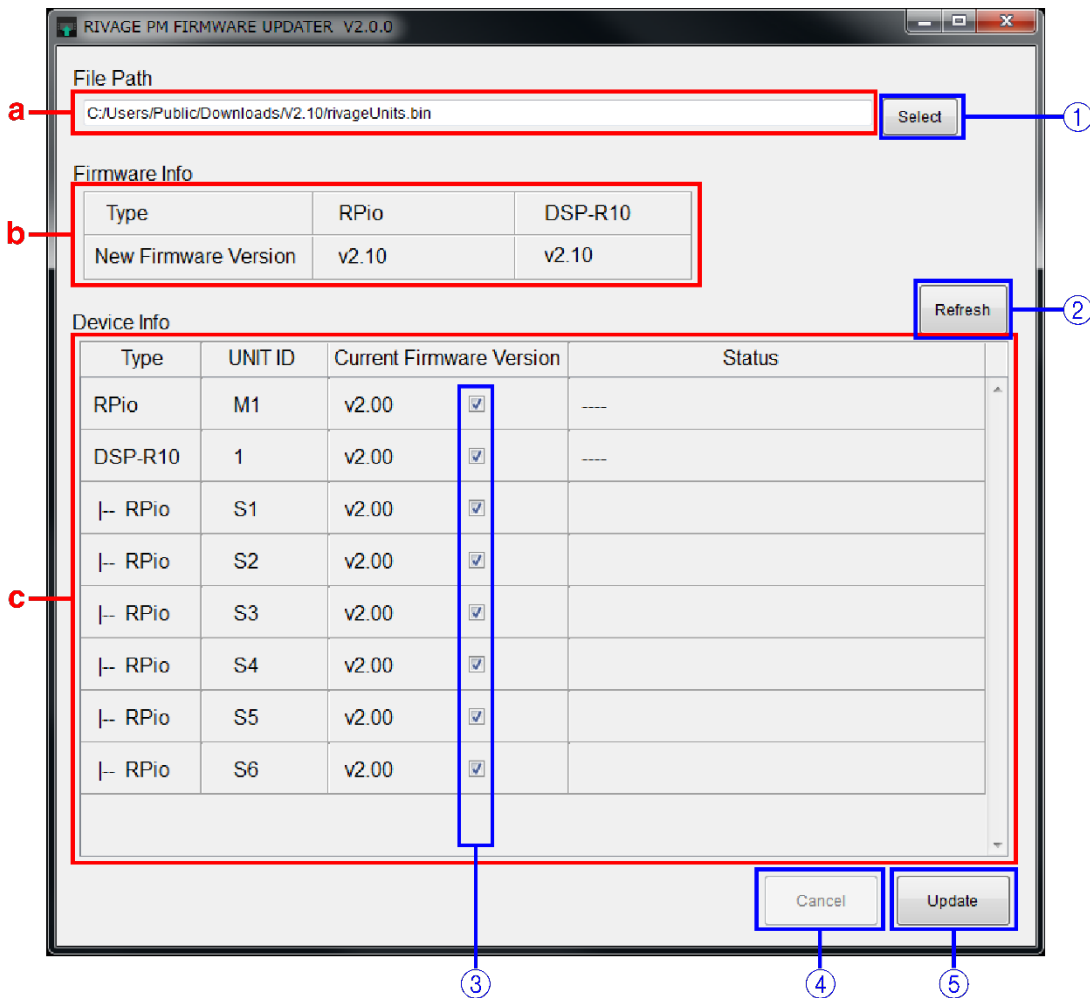 RIVAGE PM FIRMWARE UPDATER V2.0.0
File Path
a
C:/Users/Public/Downloads/V2.10/rivageUnits.bin
Select
①
Firmware Info
b
Type RPio DSP-R10
New Firmware Version v2.10 v2.10
Refresh
②
Device Info
c
Type UNIT ID Current Firmware Version Status
RPio M1 v2.00 ----
DSP-R10 1 v2.00 ----
|-- RPio S1 v2.00
|-- RPio S2 v2.00
|-- RPio S3 v2.00
|-- RPio S4 v2.00
|-- RPio S5 v2.00
|-- RPio S6 v2.00
Cancel
Update
③
④
⑤